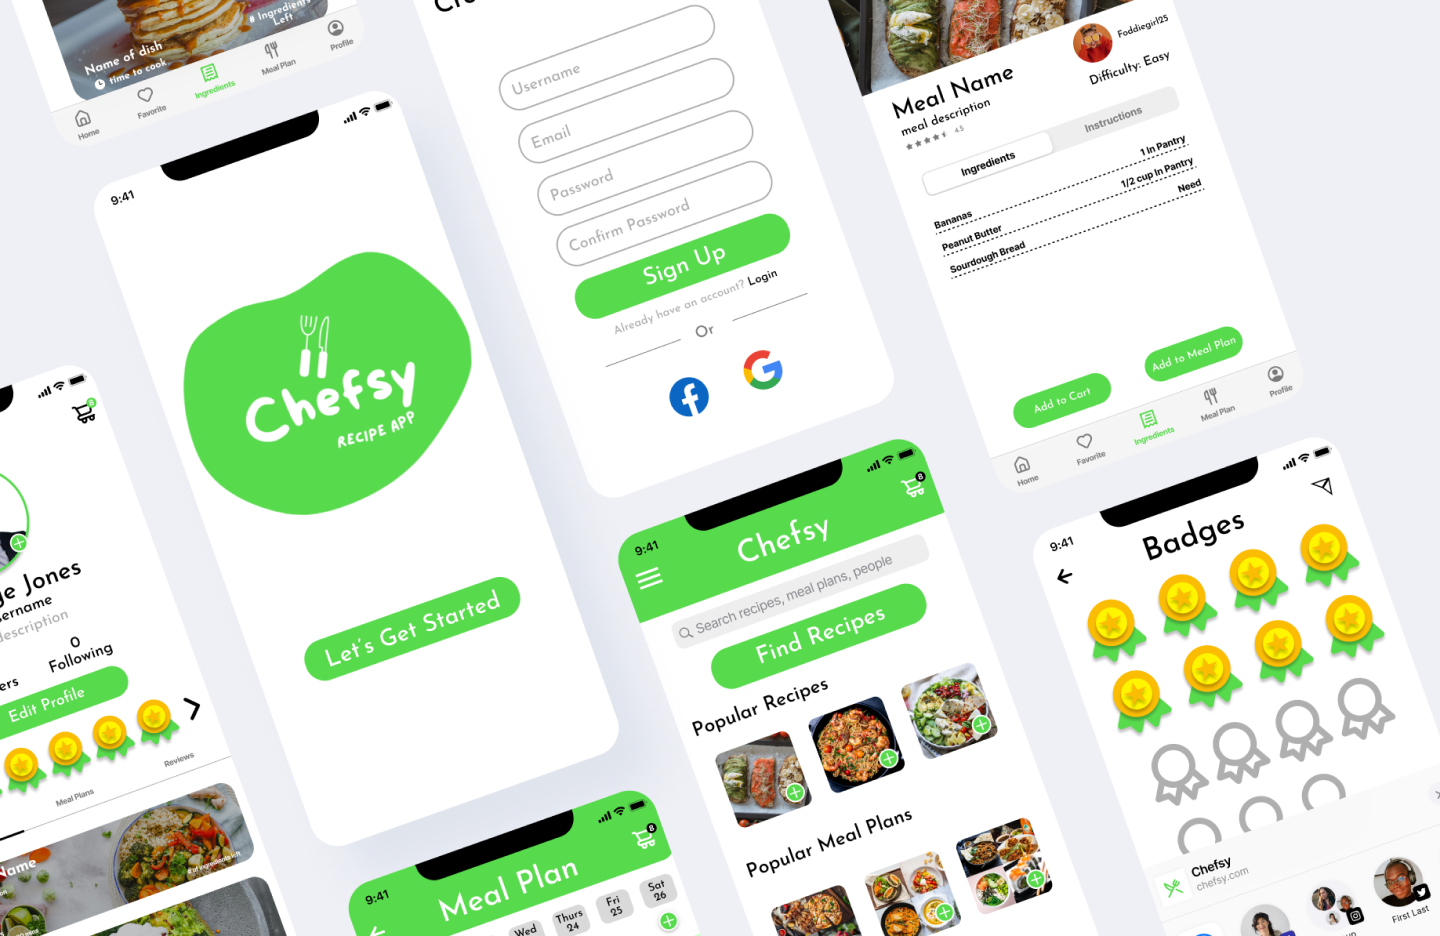 # Ingredients
Left
Name of dish
time to cook
Home
Favorite
Ingredients
Meal Plan
Profile
9:41
Chefsy
RECIPE APP
Let's Get Started
Username
Email
Password
Confirm Password
Sign Up
Already have an account? Login
Or
Foddiegirl25
Meal Name
Difficulty: Easy
meal description
4.5
Ingredients
Instructions
Bananas
1 In Pantry
Peanut Butter
1/2 cup In Pantry
Sourdough Bread
Need
Add to Cart
Add to Meal Plan
Home
Favorite
Ingredients
Meal Plan
Profile
8
Jones
description
0
Following
Edit Profile
Meal Plans
Reviews
Name
# of ingredients left
9:41
8
Chefsy
Search recipes, meal plans, people
Find Recipes
Popular Recipes
Popular Meal Plans
9:41
8
Meal Plan
Wed
Thurs
24
Fri
25
Sat
26
9:41
Badges
Chefsy
chefsy.com
First Last